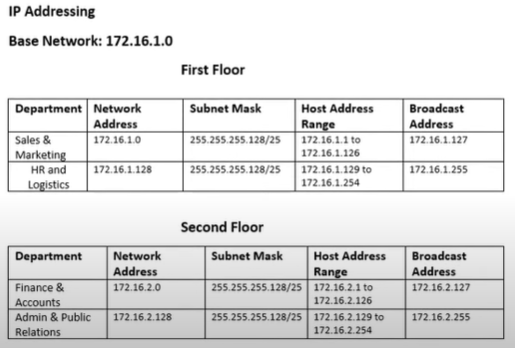 IP Addressing
Base Network: 172.16.1.0
First Floor
Department Network Address Subnet Mask Host Address Range Broadcast Address
Sales & Marketing 172.16.1.0 255.255.255.128/25 172.16.1.1 to 172.16.1.126 172.16.1.127
HR and Logistics 172.16.1.128 255.255.255.128/25 172.16.1.129 to 172.16.1.254 172.16.1.255
Second Floor
Department Network Address Subnet Mask Host Address Range Broadcast Address
Finance & Accounts 172.16.2.0 255.255.255.128/25 172.16.2.1 to 172.16.2.126 172.16.2.127
Admin & Public Relations 172.16.2.128 255.255.255.128/25 172.16.2.129 to 172.16.2.254 172.16.2.255